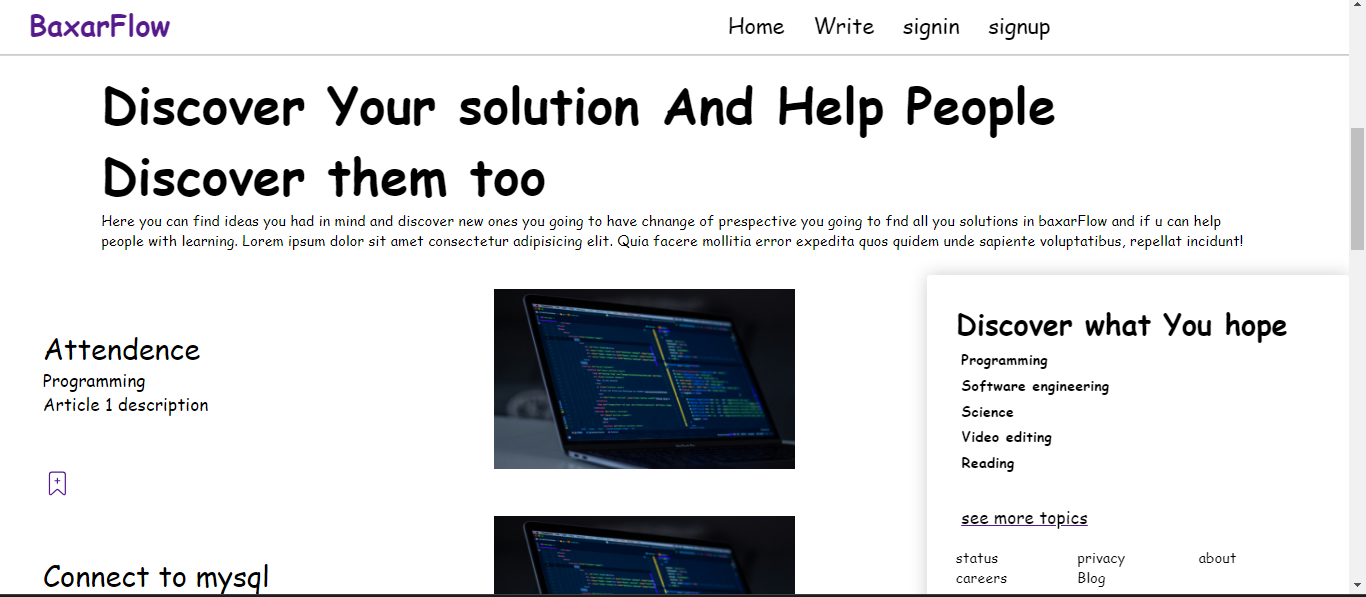 BaxarFlow
Home Write signin signup
Discover Your solution And Help People
Discover them too
Here you can find ideas you had in mind and discover new ones you going to have chnange of prespective you going to fnd all you solutions in baxarFlow and if u can help
people with learning. Lorem ipsum dolor sit amet consectetur adipisicing elit. Quia facere mollitia error expedita quos quidem unde sapiente voluptatibus, repellat incidunt!
Attendence
Programming
Article 1 description
Connect to mysql
Discover what You hope
Programming
Software engineering
Science
Video editing
Reading
see more topics
status privacy about
careers Blog